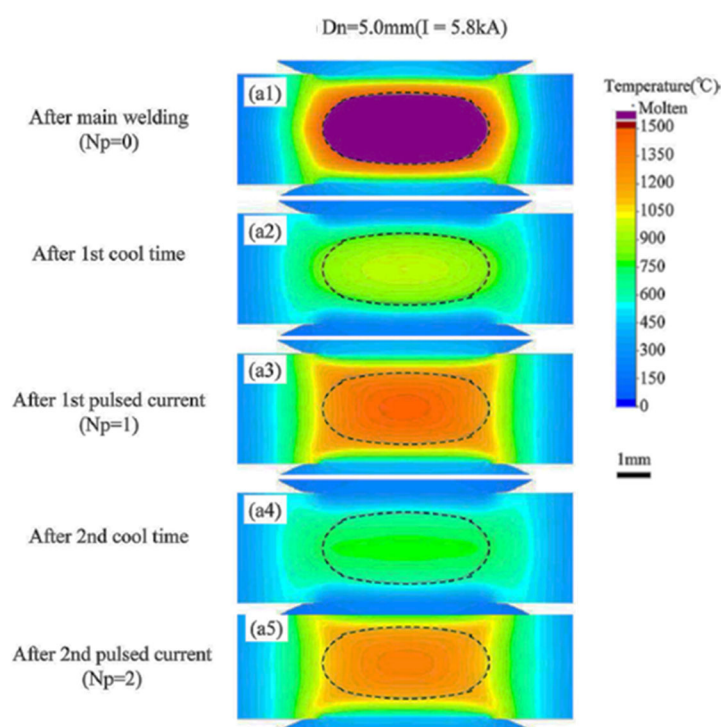 Dn=5.0mm(I = 5.8kA)
After main welding
(Np=0)
(a1)
After 1st cool time
(a2)
After 1st pulsed current
(Np=1)
(a3)
After 2nd cool time
(a4)
After 2nd pulsed current
(Np=2)
(a5)
Temperature(℃)
Molten
1500
1350
1200
1050
900
750
600
450
300
150
0
1mm